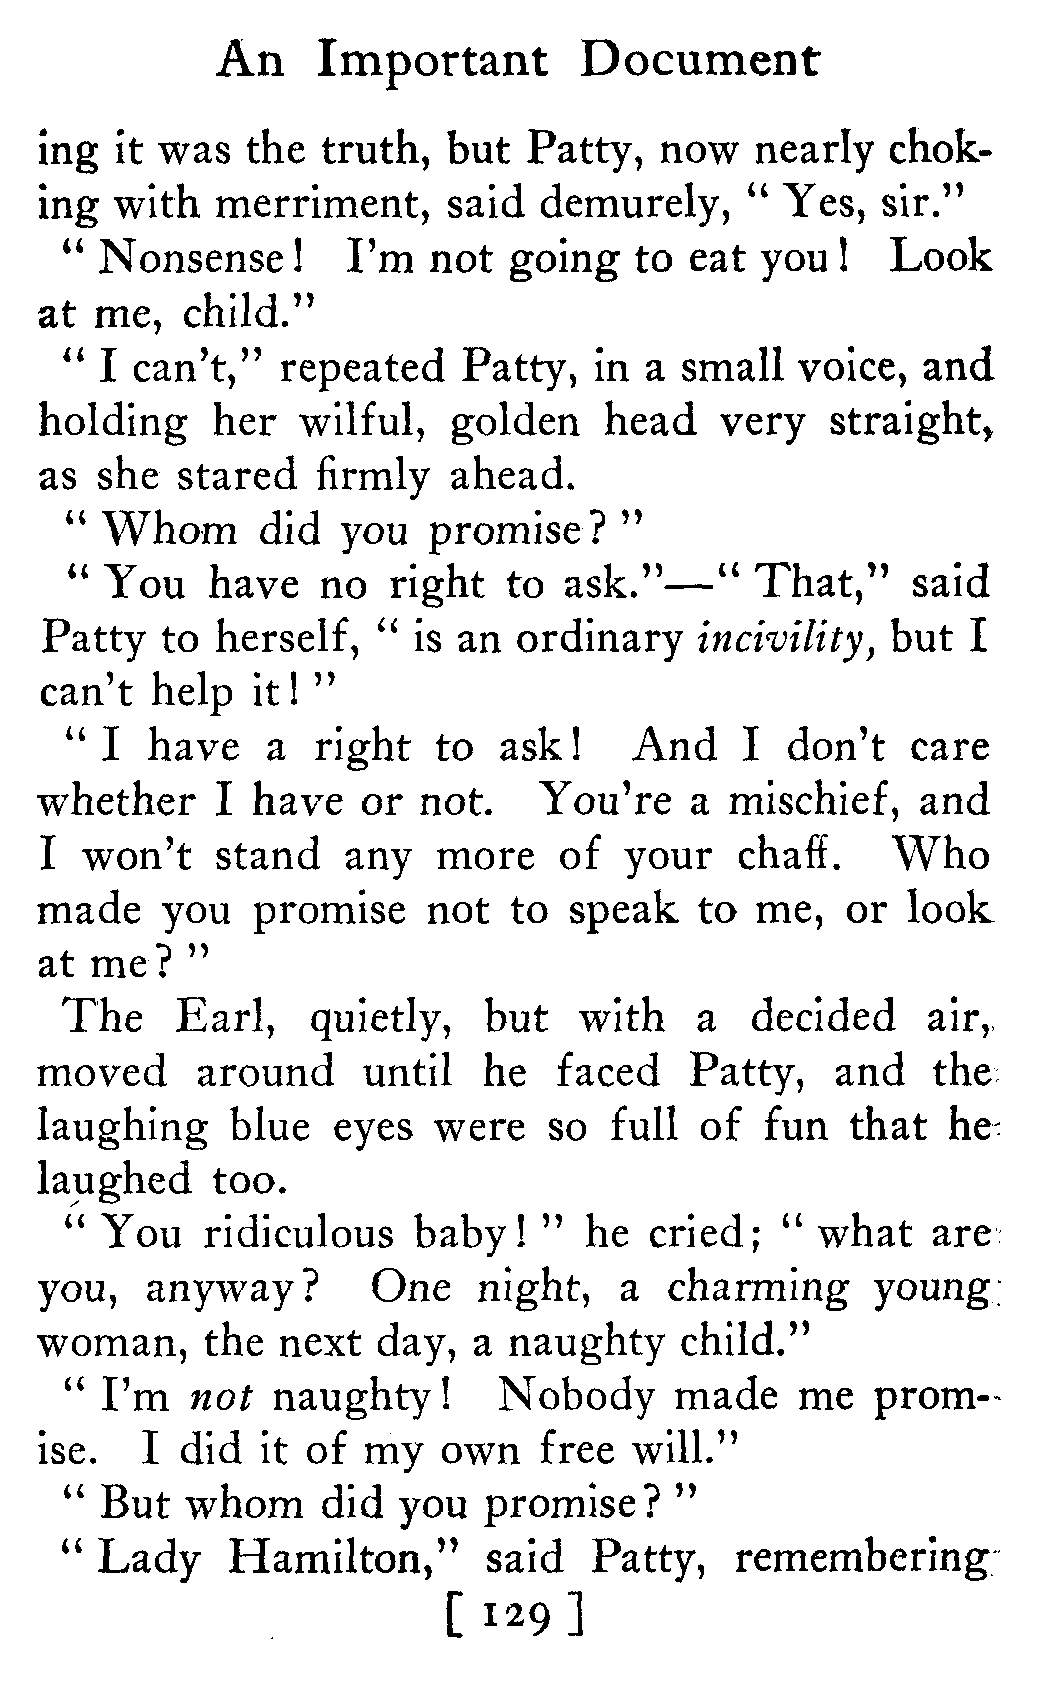 An Important Document
ing it was the truth, but Patty, now nearly chok-
ing with merriment, said demurely, “ Yes, sir.”
“ Nonsense! I’m not going to eat you! Look
at me, child.”
“ I can’t,” repeated Patty, in a small voice, and
holding her wilful, golden head very straight,
as she stared firmly ahead.
“ Whom did you promise? ”
“ You have no right to ask.”—“ That,” said
Patty to herself, “ is an ordinary incivility, but I
can’t help it! ”
“ I have a right to ask! And I don’t care
whether I have or not. You’re a mischief, and
I won’t stand any more of your chaff. Who
made you promise not to speak to me, or look
at me? ”
The Earl, quietly, but with a decided air,
moved around until he faced Patty, and the
laughing blue eyes were so full of fun that he
laughed too.
“ You ridiculous baby! ” he cried; “ what are
you, anyway? One night, a charming young
woman, the next day, a naughty child.”
“ I’m not naughty! Nobody made me prom-
ise. I did it of my own free will.”
“ But whom did you promise? ”
“ Lady Hamilton,” said Patty, remembering
[ 129 ]